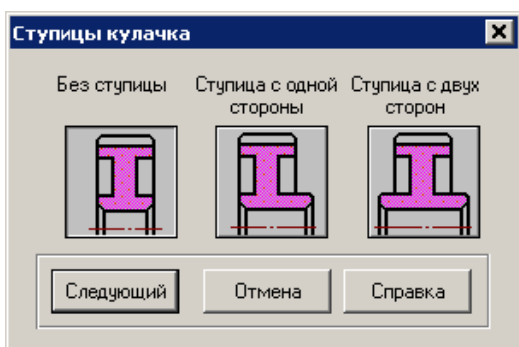 Ступицы кулачка
Без ступицы
Ступица с одной стороны
Ступица с двух сторон
Следующий
Отмена
Справка